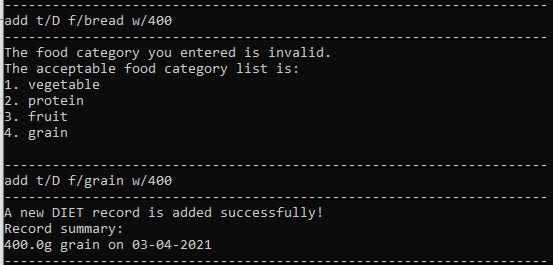 add t/D f/bread w/400
The food category you entered is invalid.
The acceptable food category list is:
1. vegetable
2. protein
3. fruit
4. grain
add t/D f/grain w/400
A new DIET record is added successfully!
Record summary:
400.0g grain on 03-04-2021